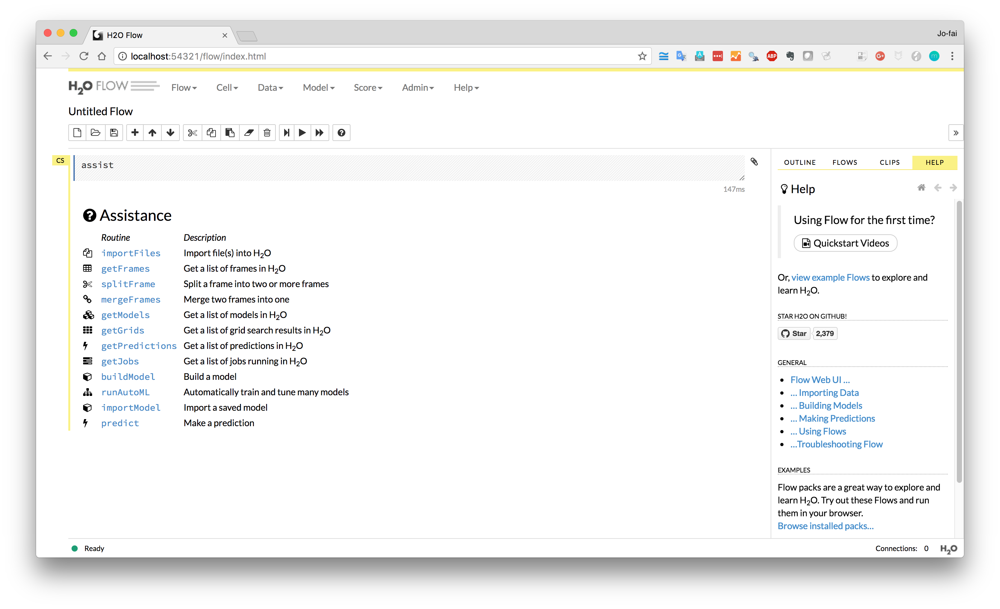 H2O Flow
Jo-fai
localhost:54321/flow/index.html
H2O FLOW Flow Cell Data Model Score Admin Help
Untitled Flow
CS
assist
147ms
Assistance
Routine Description
importFiles Import file(s) into H2O
getFrames Get a list of frames in H2O
splitFrame Split a frame into two or more frames
mergeFrames Merge two frames into one
getModels Get a list of models in H2O
getGrids Get a list of grid search results in H2O
getPredictions Get a list of predictions in H2O
getJobs Get a list of jobs running in H2O
buildModel Build a model
runAutoML Automatically train and tune many models
importModel Import a saved model
predict Make a prediction
OUTLINE FLOWS CLIPS HELP
Help
Using Flow for the first time?
Quickstart Videos
Or, view example Flows to explore and
learn H2O.
STAR H2O ON GITHUB!
Star 2,379
GENERAL
Flow Web UI ...
... Importing Data
... Building Models
... Making Predictions
... Using Flows
...Troubleshooting Flow
EXAMPLES
Flow packs are a great way to explore and
learn H2O. Try out these Flows and run
them in your browser.
Browse installed packs...
Ready
Connections: 0 H2O